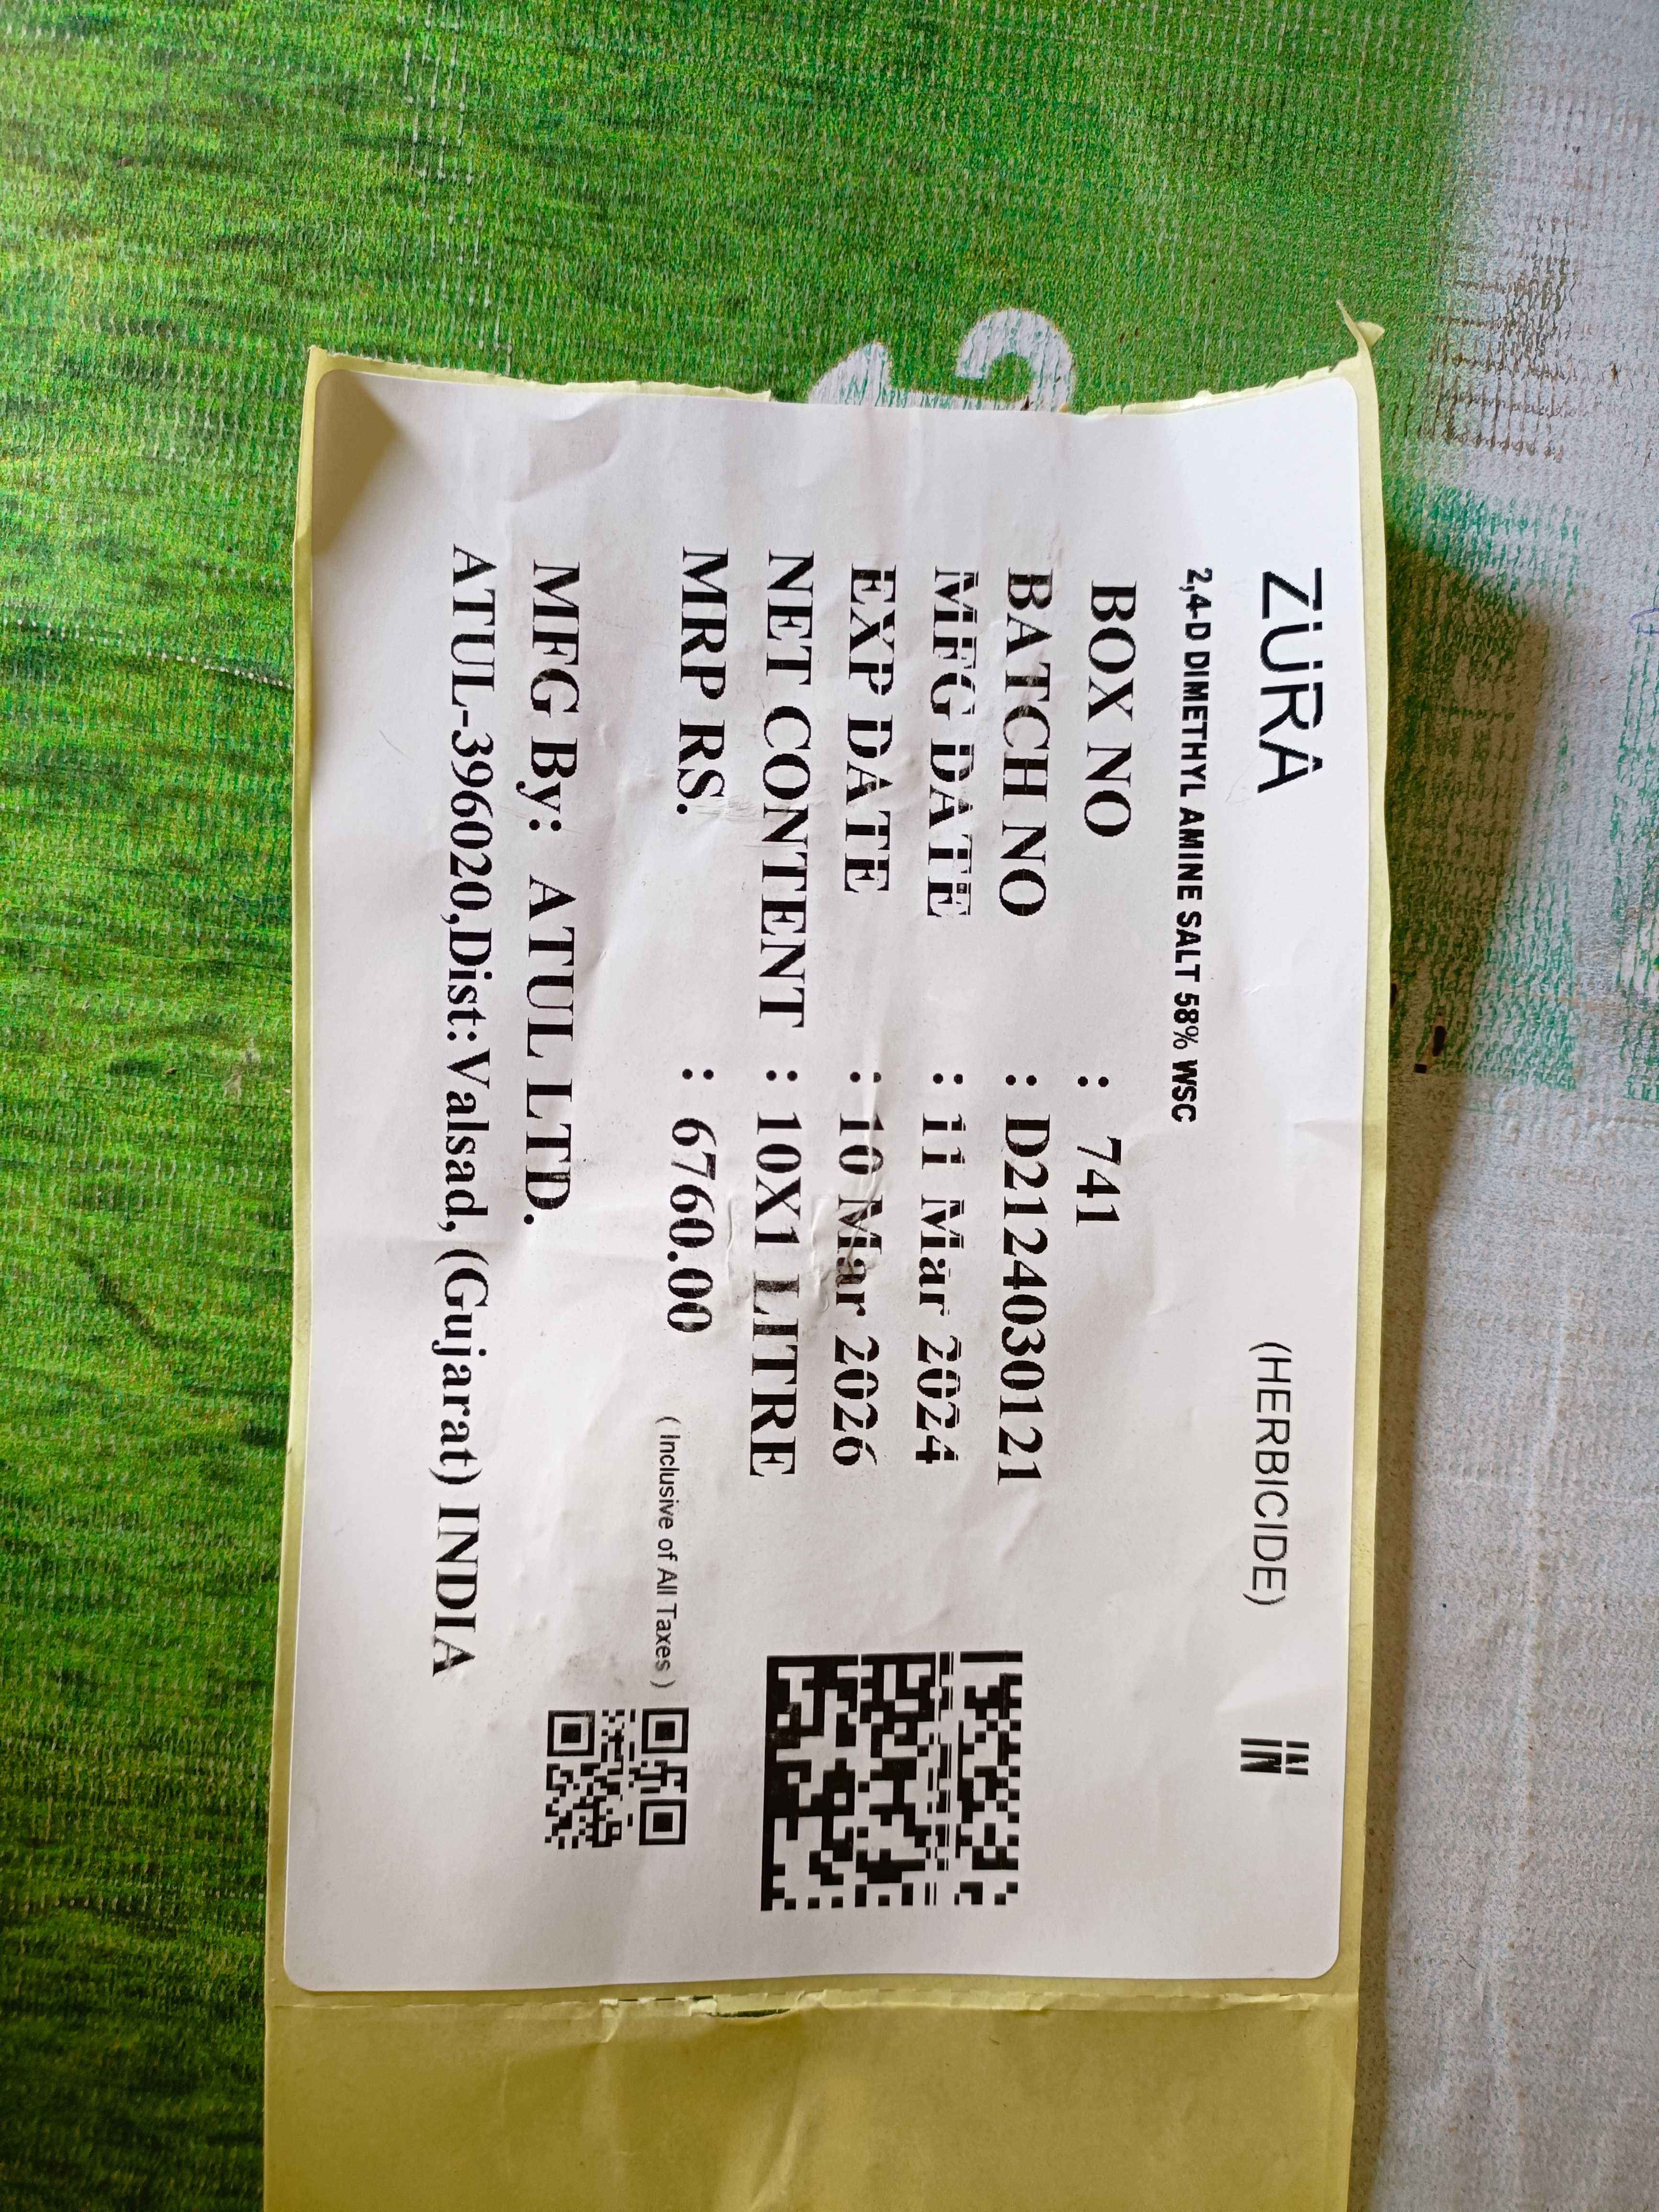 ZÜRA (HERBICIDE) IN
2,4-D DIMETHYL AMINE SALT 58% WSC
BOX NO : 741
BATCH NO : D2124030121
MFG DATE : 11 Mar 2024
EXP DATE : 10 Mar 2026
NET CONTENT : 10X1 LITRE
MRP RS. : 6760.00 ( Inclusive of All Taxes )
MFG By: ATUL LTD.
ATUL-396020,Dist:Valsad, (Gujarat) INDIA